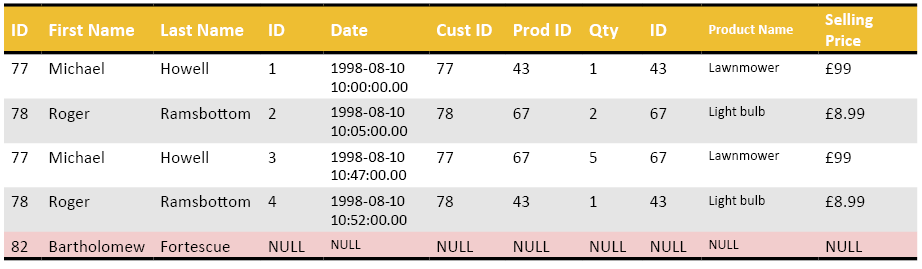 ID First Name Last Name ID Date Cust ID Prod ID Qty ID Product Name Selling Price
77 Michael Howell 1 1998-08-10 10:00:00.00 77 43 1 43 Lawnmower £99
78 Roger Ramsbottom 2 1998-08-10 10:05:00.00 78 67 2 67 Light bulb £8.99
77 Michael Howell 3 1998-08-10 10:47:00.00 77 67 5 67 Lawnmower £99
78 Roger Ramsbottom 4 1998-08-10 10:52:00.00 78 43 1 43 Light bulb £8.99
82 Bartholomew Fortescue NULL NULL NULL NULL NULL NULL NULL NULL